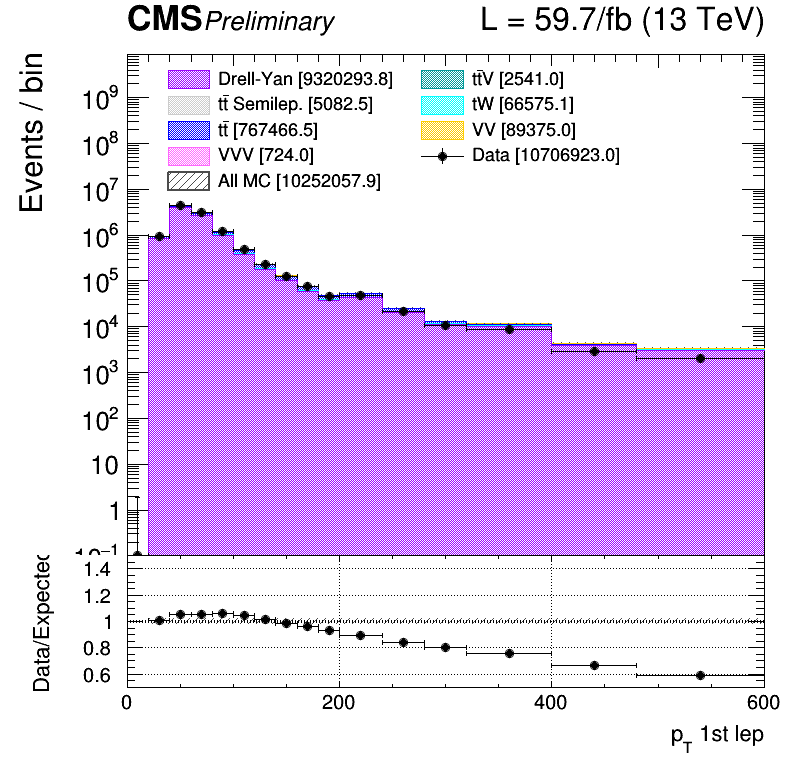 CMS Preliminary L = 59.7/fb (13 TeV)
Events / bin
Drell-Yan [9320293.8]
tt̄ Semilep. [5082.5]
tt̄ [767466.5]
VVV [724.0]
All MC [10252057.9]
tt̄V [2541.0]
tW [66575.1]
VV [89375.0]
Data [10706923.0]
10⁹
10⁸
10⁷
10⁶
10⁵
10⁴
10³
10²
10
1
10⁻¹
Data/Expected
1.4
1.2
1
0.8
0.6
0 200 400 600
p_T 1st lep